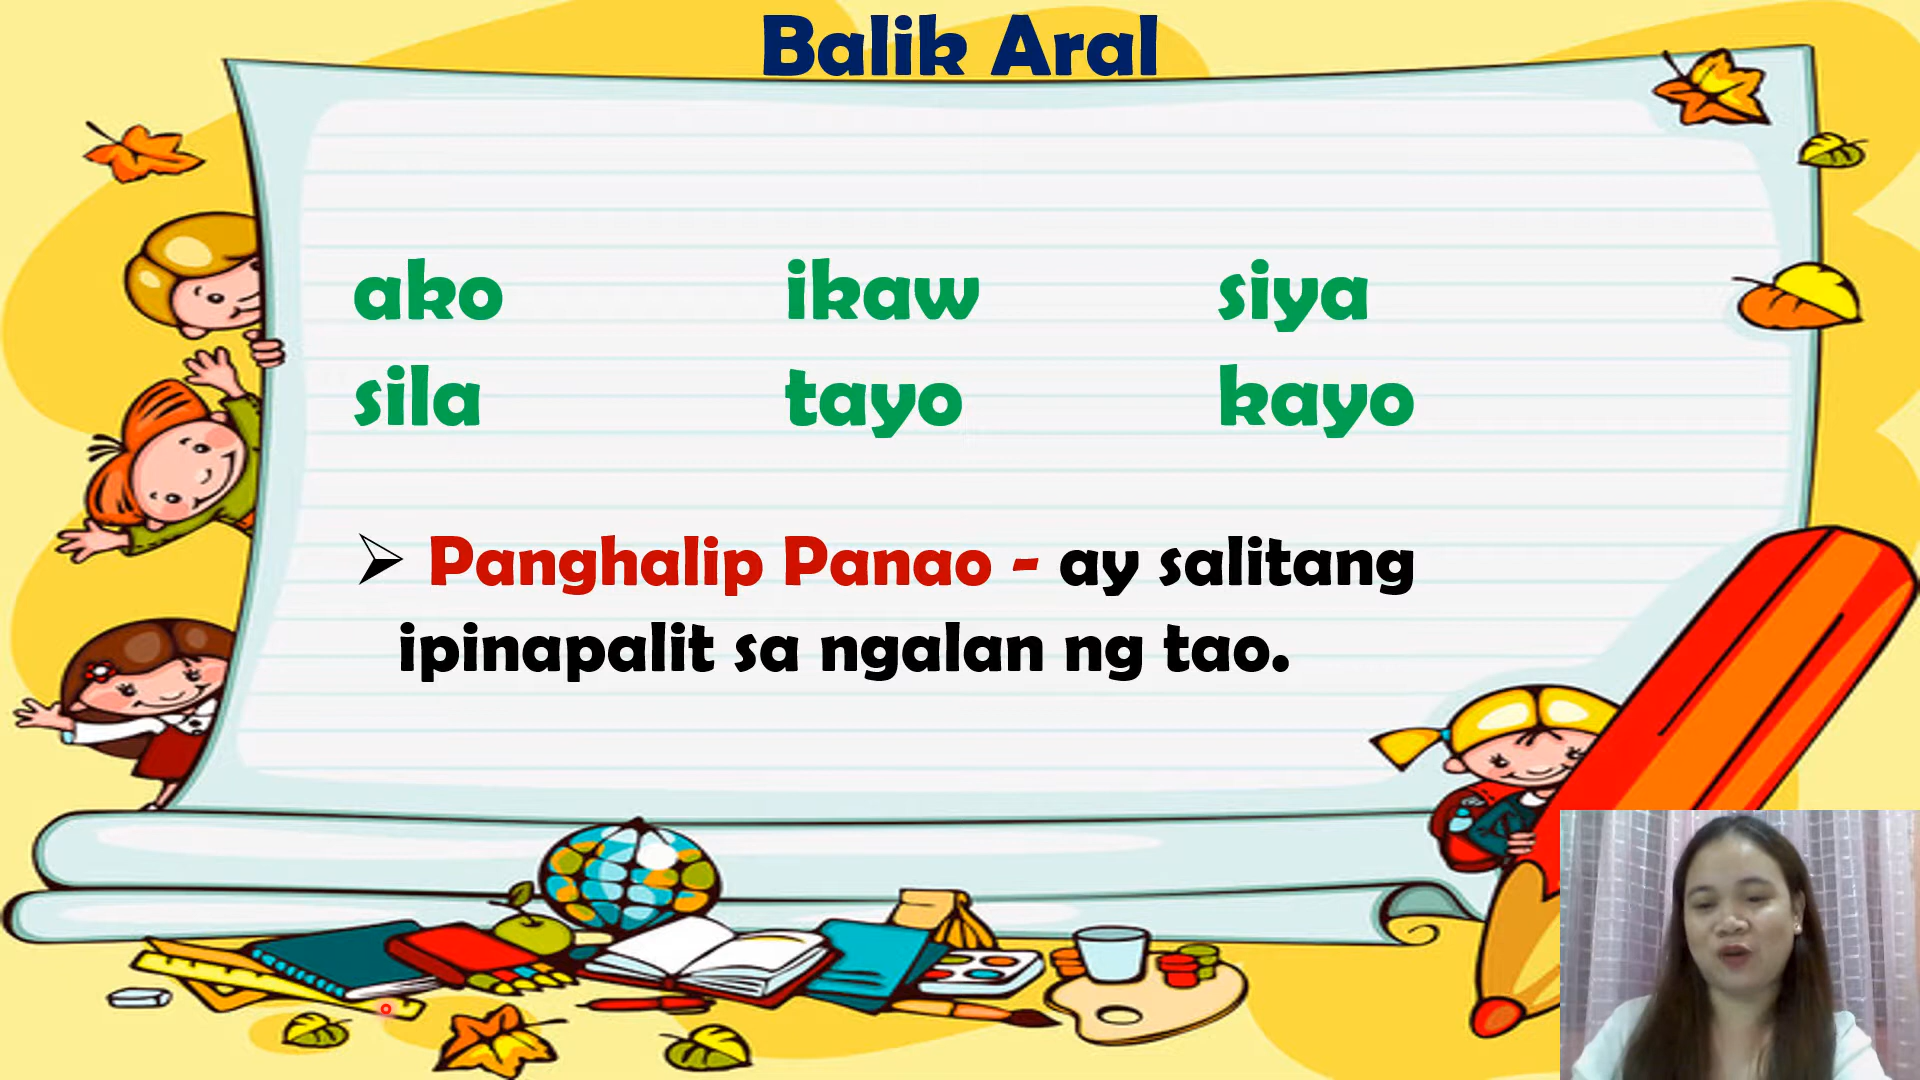 Balik Aral
ako ikaw siya
sila tayo kayo
Panghalip Panao - ay salitang
ipinapalit sa ngalan ng tao.